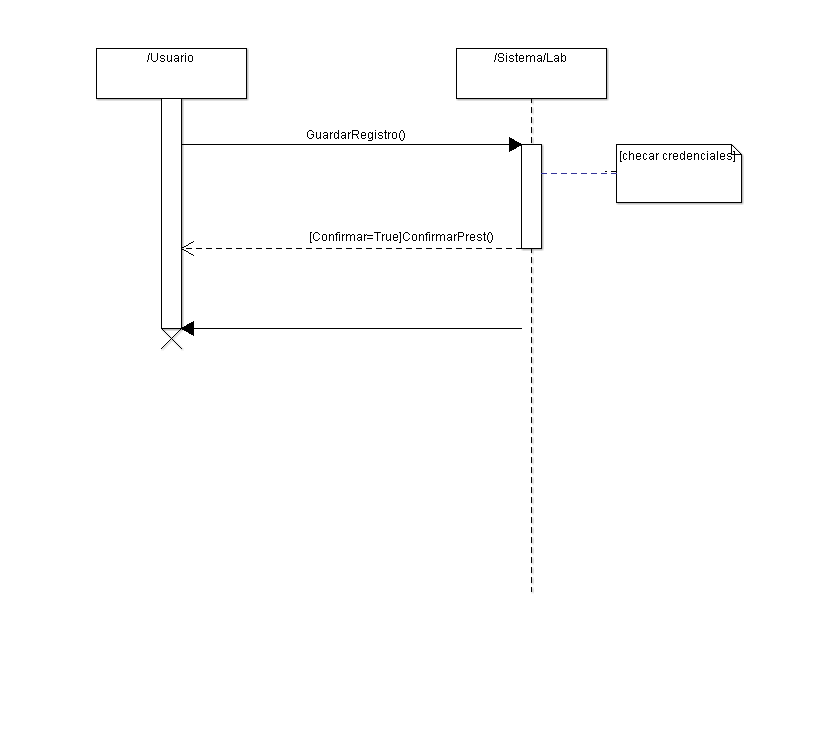 /Usuario
/Sistema/Lab
GuardarRegistro()
[checar credenciales]
[Confirmar=True]ConfirmarPrest()